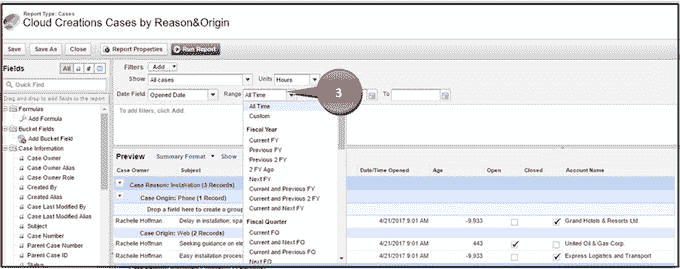 Report Type: Cases
Cloud Creations Cases by Reason&Origin
Save Save As Close Report Properties Run Report
Fields All
Quick Find
Drag and drop to add fields to the report.
Formulas
Add Formula
Bucket Fields
Add Bucket Field
Case Information
Case Owner
Case Owner Alias
Case Owner Role
Created By
Created Alias
Case Last Modified By
Case Last Modified Alias
Subject
Case Number
Parent Case Number
Parent Case ID
Status
Filters Add
Show All cases Units Hours
Date Field Opened Date Range All Time 3 To
To add filters, click Add.
All Time
Custom
Fiscal Year
Current FY
Previous FY
Previous 2 FY
2 FY Ago
Next FY
Current and Previous FY
Current and Previous 2 FY
Current and Next FY
Fiscal Quarter
Current FQ
Current and Next FQ
Current and Previous FQ
Next FQ
Preview Summary Format Show
Case Owner Subject Date/Time Opened Age Open Closed Account Name
Case Reason: Installation (3 Records)
Case Origin: Phone (1 Record)
Drop a field here to create a group
Rachelle Hoffman Delay in installation; spa 4/21/2017 9:01 AM -9,933 Grand Hotels & Resorts Ltd
Case Origin: Web (2 Records)
Rachelle Hoffman Seeking guidance on ele 4/21/2017 9:01 AM 443 United Oil & Gas Corp.
Rachelle Hoffman Easy installation process 4/21/2017 9:01 AM -9,933 Express Logistics and Transport